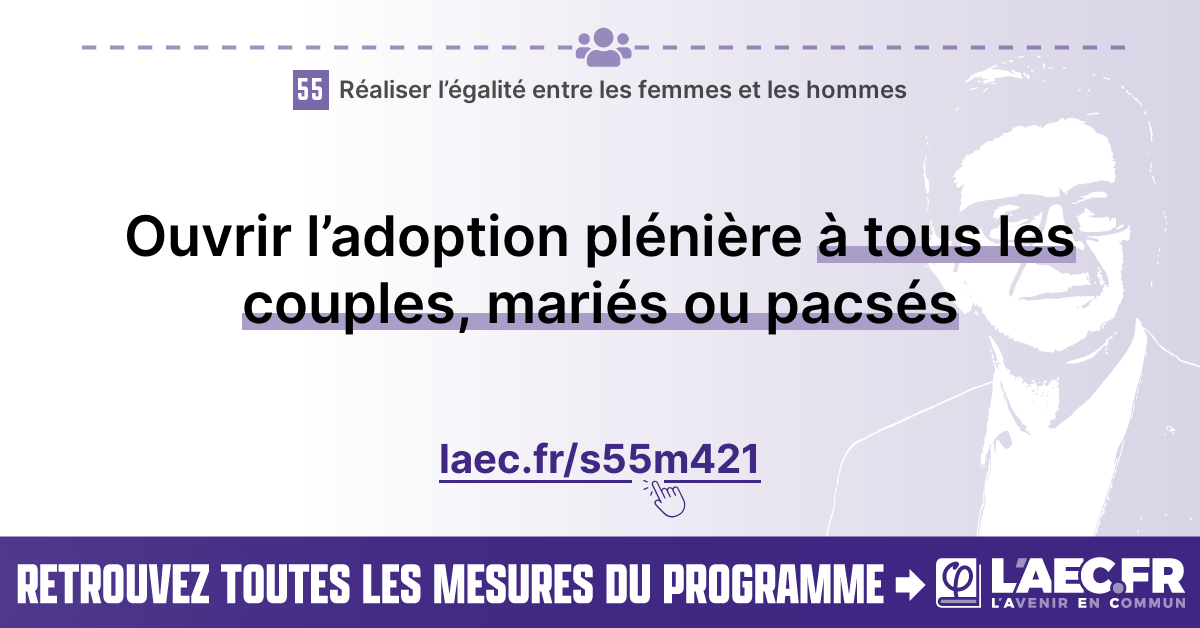 55 Réaliser l’égalité entre les femmes et les hommes
Ouvrir l’adoption plénière à tous les
couples, mariés ou pacsés
laec.fr/s55m421
RETROUVEZ TOUTES LES MESURES DU PROGRAMME
φ L'AEC.FR
L'AVENIR EN COMMUN